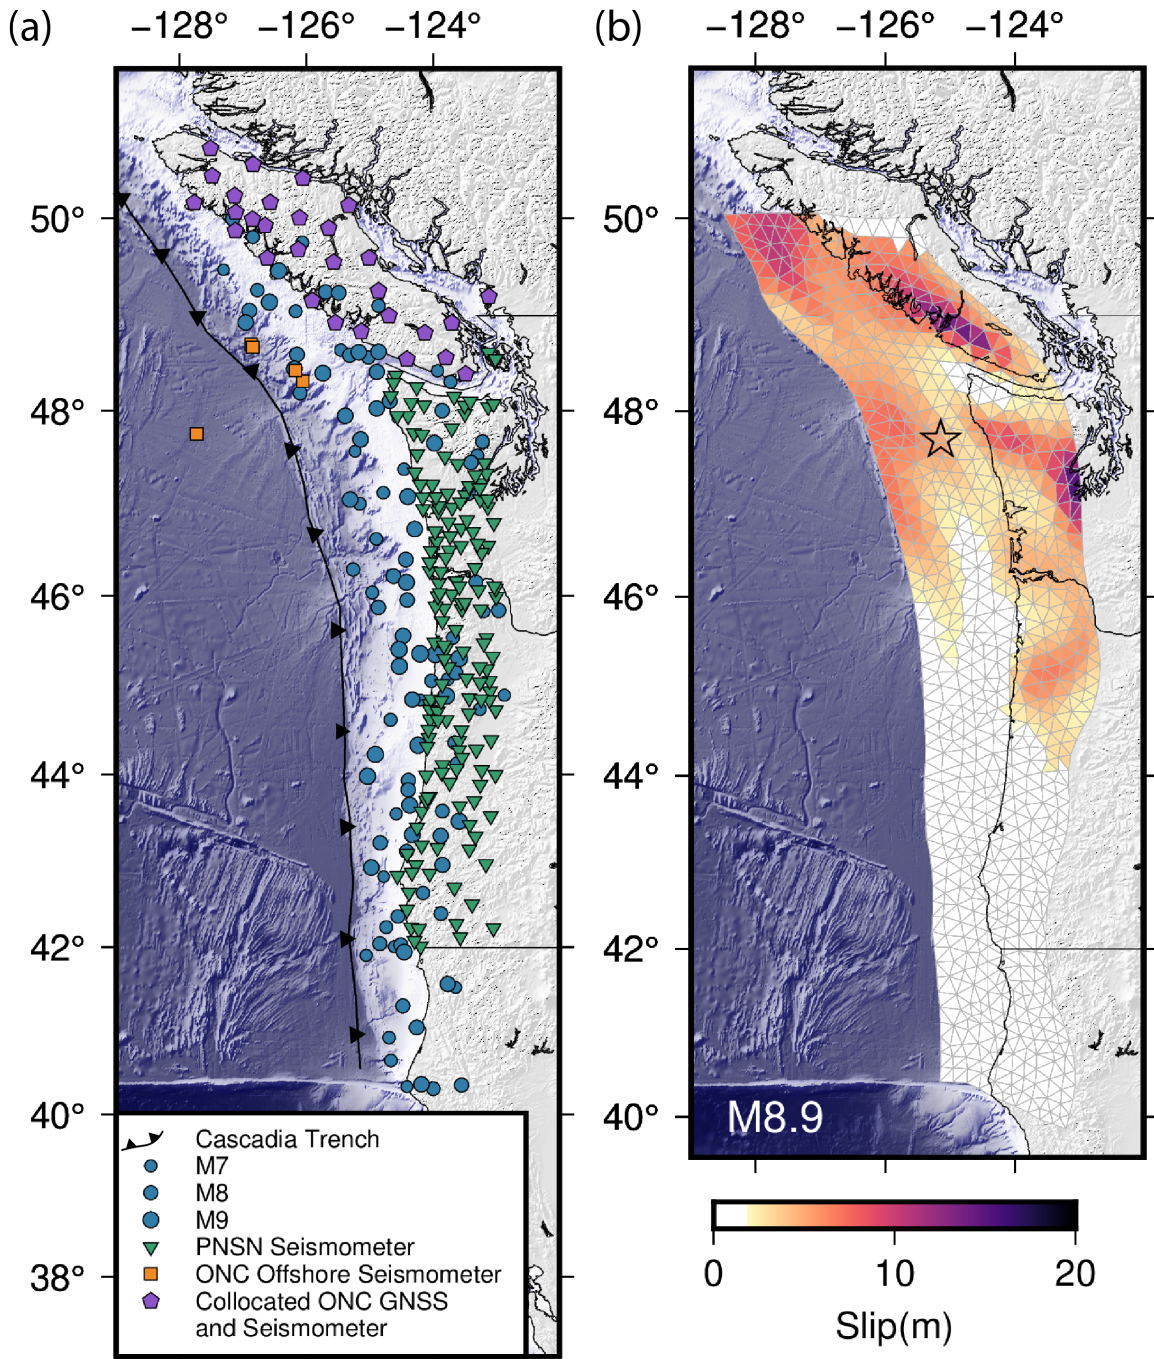 (a)
−128° −126° −124°
50°
48°
46°
44°
42°
40°
38°
Cascadia Trench
M7
M8
M9
PNSN Seismometer
ONC Offshore Seismometer
Collocated ONC GNSS
and Seismometer
(b)
−128° −126° −124°
50°
48°
46°
44°
42°
40°
M8.9
0 10 20
Slip(m)